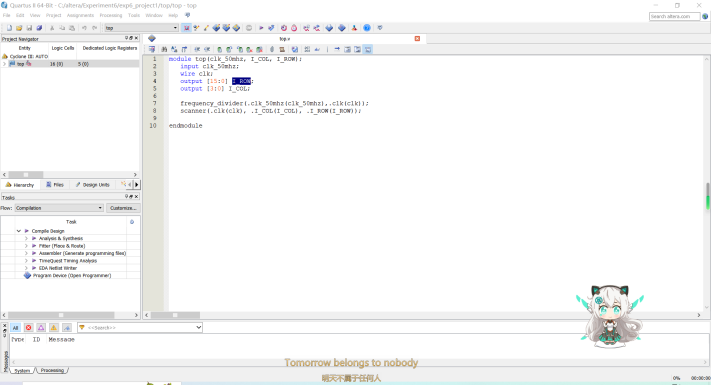 Quartus II 64-Bit - C:/altera/Experiments/exp6_project1/top/top - top
File Edit View Project Assignments Processing Tools Window Help
Search altera.com
top
Project Navigator
top.v
Entity Logic Cells Dedicated Logic Registers
Cyclone II: AUTO
top 16 (0) 5 (0)
1 module top(clk_50mhz, I_COL, I_ROW);
2 input clk_50mhz;
3 wire clk;
4 output [15:0] I_ROW;
5 output [3:0] I_COL;
6
7 frequency_divider(.clk_50mhz(clk_50mhz),.clk(clk));
8 scanner(.clk(clk), .I_COL(I_COL), .I_ROW(I_ROW));
9
10 endmodule
Hierarchy Files Design Units
Tasks
Flow: Compilation Customize...
Task
Compile Design
Analysis & Synthesis
Fitter (Place & Route)
Assembler (Generate programming files)
TimeQuest Timing Analysis
EDA Netlist Writer
Program Device (Open Programmer)
All <<Search>>
Type ID Message
Messages
System Processing
Tomorrow belongs to nobody
明天不属于任何人
0% 00:00:00